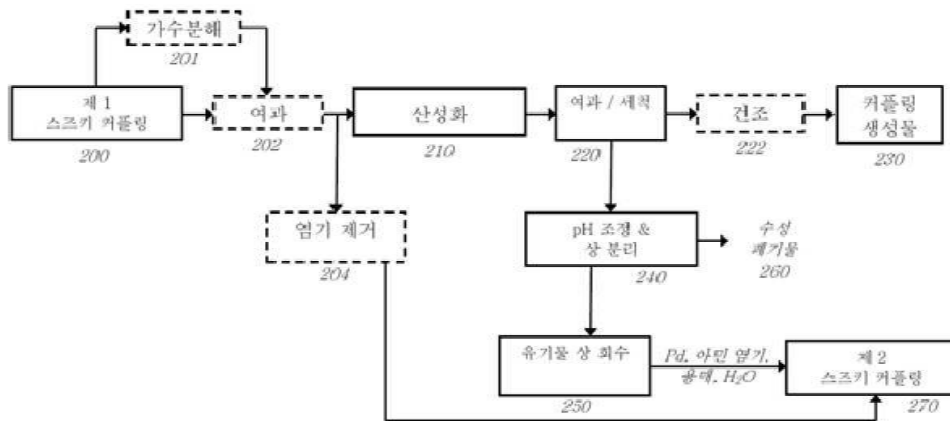 가수분해
201
제 1
스즈키 커플링
200
여과
202
산성화
210
여과 / 세척
220
건조
222
커플링
생성물
230
염기 제거
204
pH 조정 &
상 분리
240
수성
폐기물
260
유기물 상 회수
250
Pd, 아민 염기,
용매, H₂O
제 2
스즈키 커플링
270